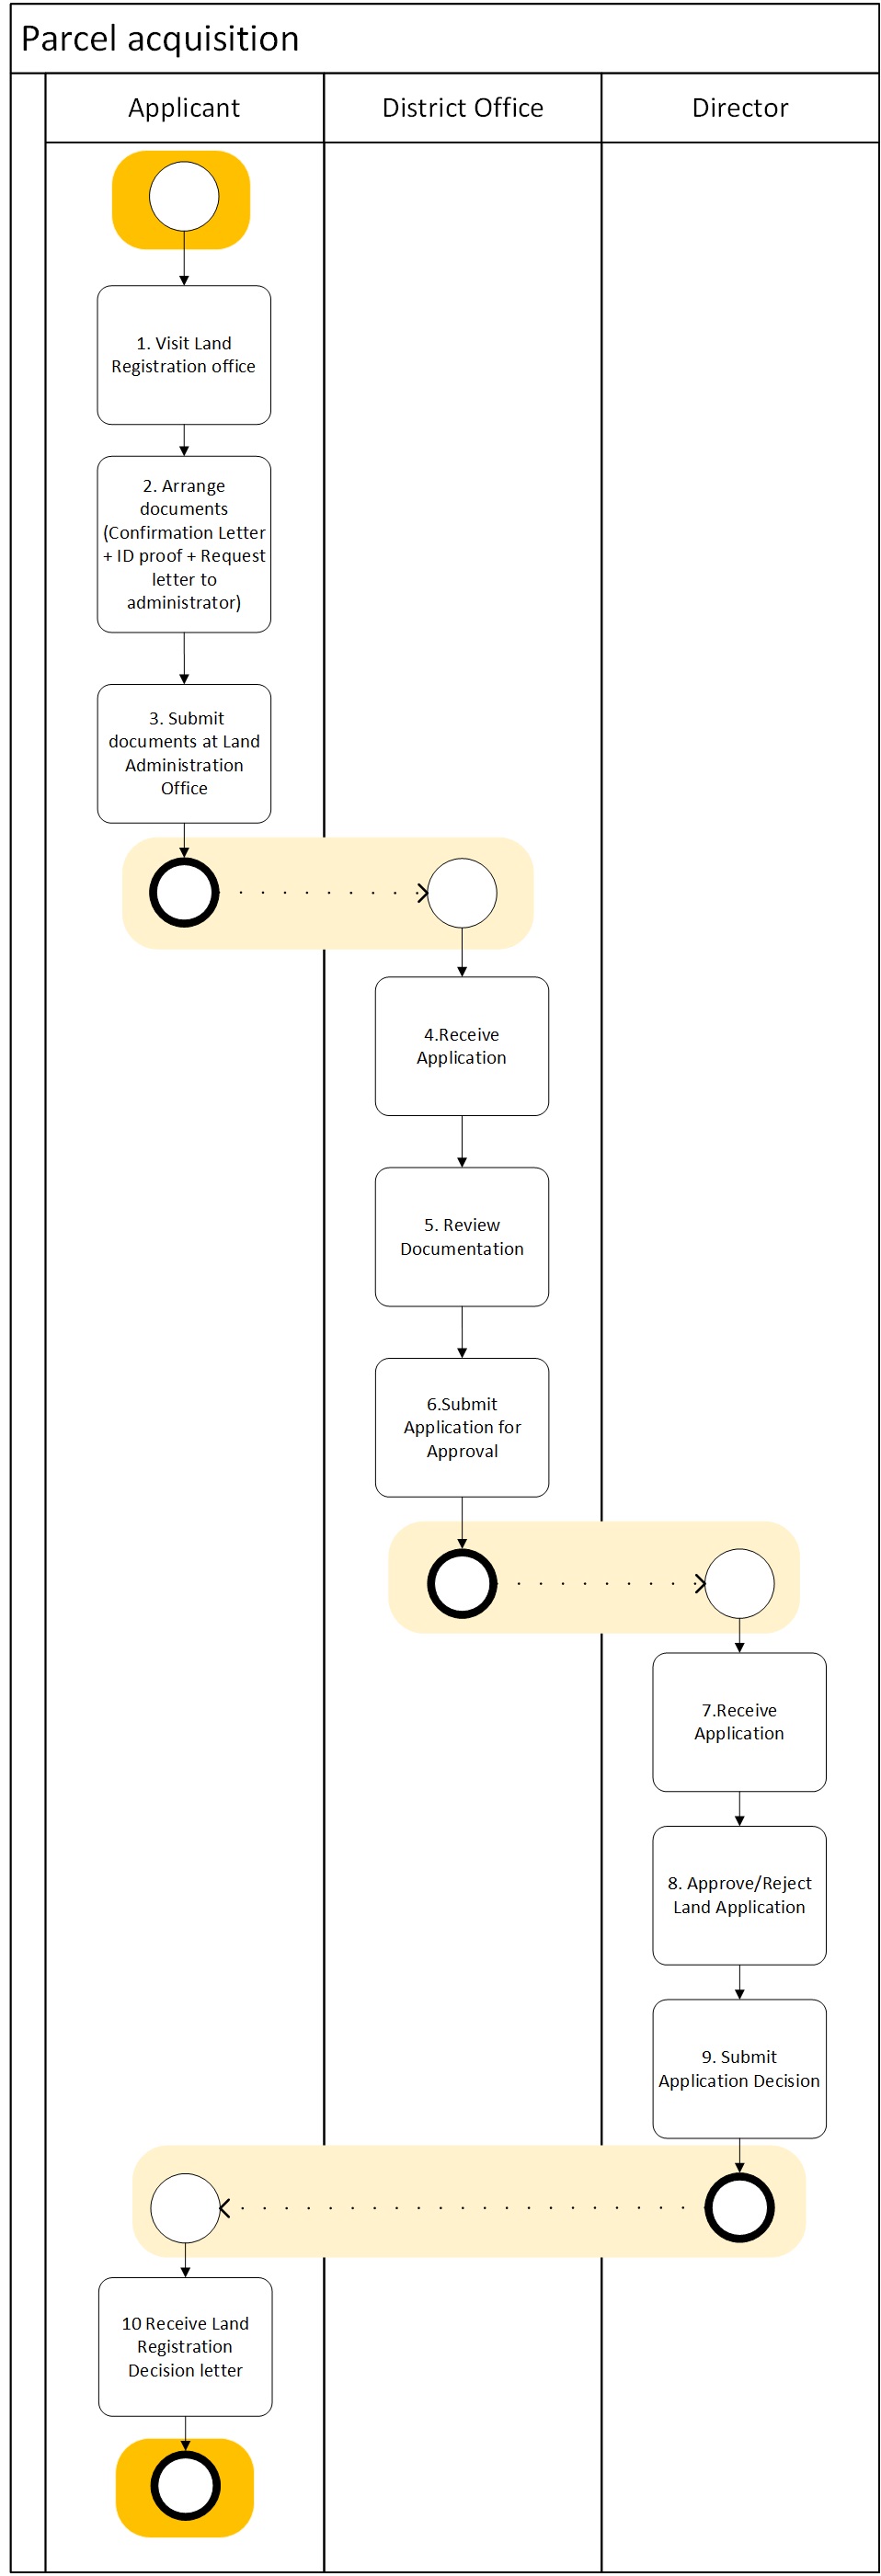 Parcel acquisition
Applicant
District Office
Director
1. Visit Land
Registration office
2. Arrange
documents
(Confirmation Letter
+ ID proof + Request
letter to
administrator)
3. Submit
documents at Land
Administration
Office
4.Receive
Application
5. Review
Documentation
6.Submit
Application for
Approval
7.Receive
Application
8. Approve/Reject
Land Application
9. Submit
Application Decision
10 Receive Land
Registration
Decision letter